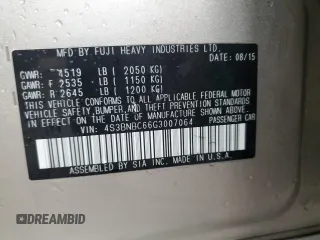 MFD BY FUJI HEAVY INDUSTRIES LTD.
DATE: 08/15
GVWR: 4519 LB ( 2050 KG)
GAWR: F 2535 LB ( 1150 KG)
GAWR: R 2645 LB ( 1200 KG)
THIS VEHICLE CONFORMS TO ALL APPLICABLE FEDERAL MOTOR
VEHICLE SAFETY, BUMPER, AND THEFT PREVENTION
STANDARDS IN EFFECT ON THE
DATE OF MANUFACTURE SHOWN ABOVE.
VIN: 4S3BNBC66G3007064 PASSENGER CAR
ASSEMBLED BY SIA INC. MADE IN U.S.A.
DREAMBID
DREAMBID.COM